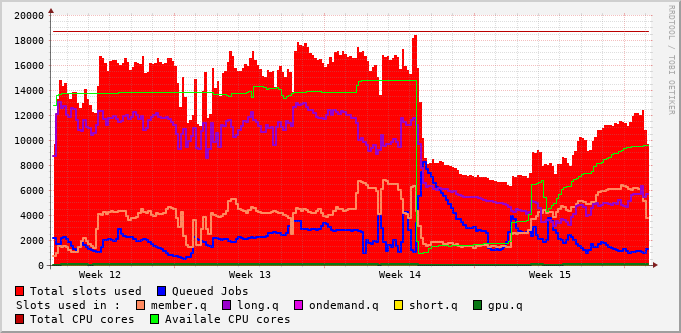 20000
18000
16000
14000
12000
10000
8000
6000
4000
2000
0
Week 12 Week 13 Week 14 Week 15
RRDTOOL / TOBI OETIKER
Total slots used Queued Jobs
Slots used in : member.q long.q ondemand.q short.q gpu.q
Total CPU cores Availale CPU cores